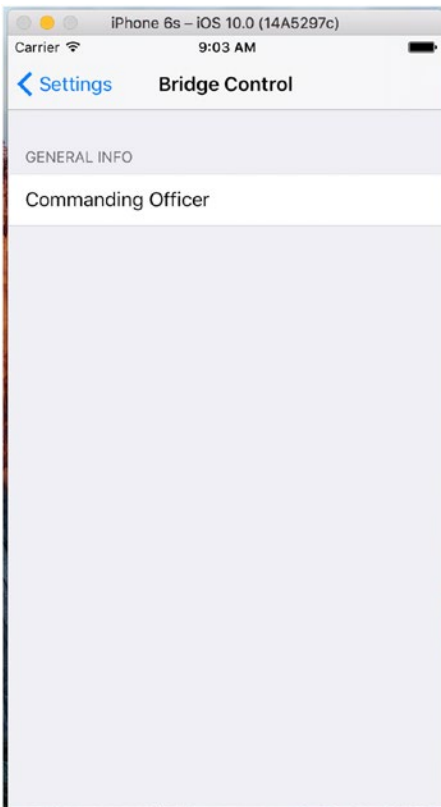 iPhone 6s – iOS 10.0 (14A5297c)
Carrier 9:03 AM
Settings Bridge Control
GENERAL INFO
Commanding Officer